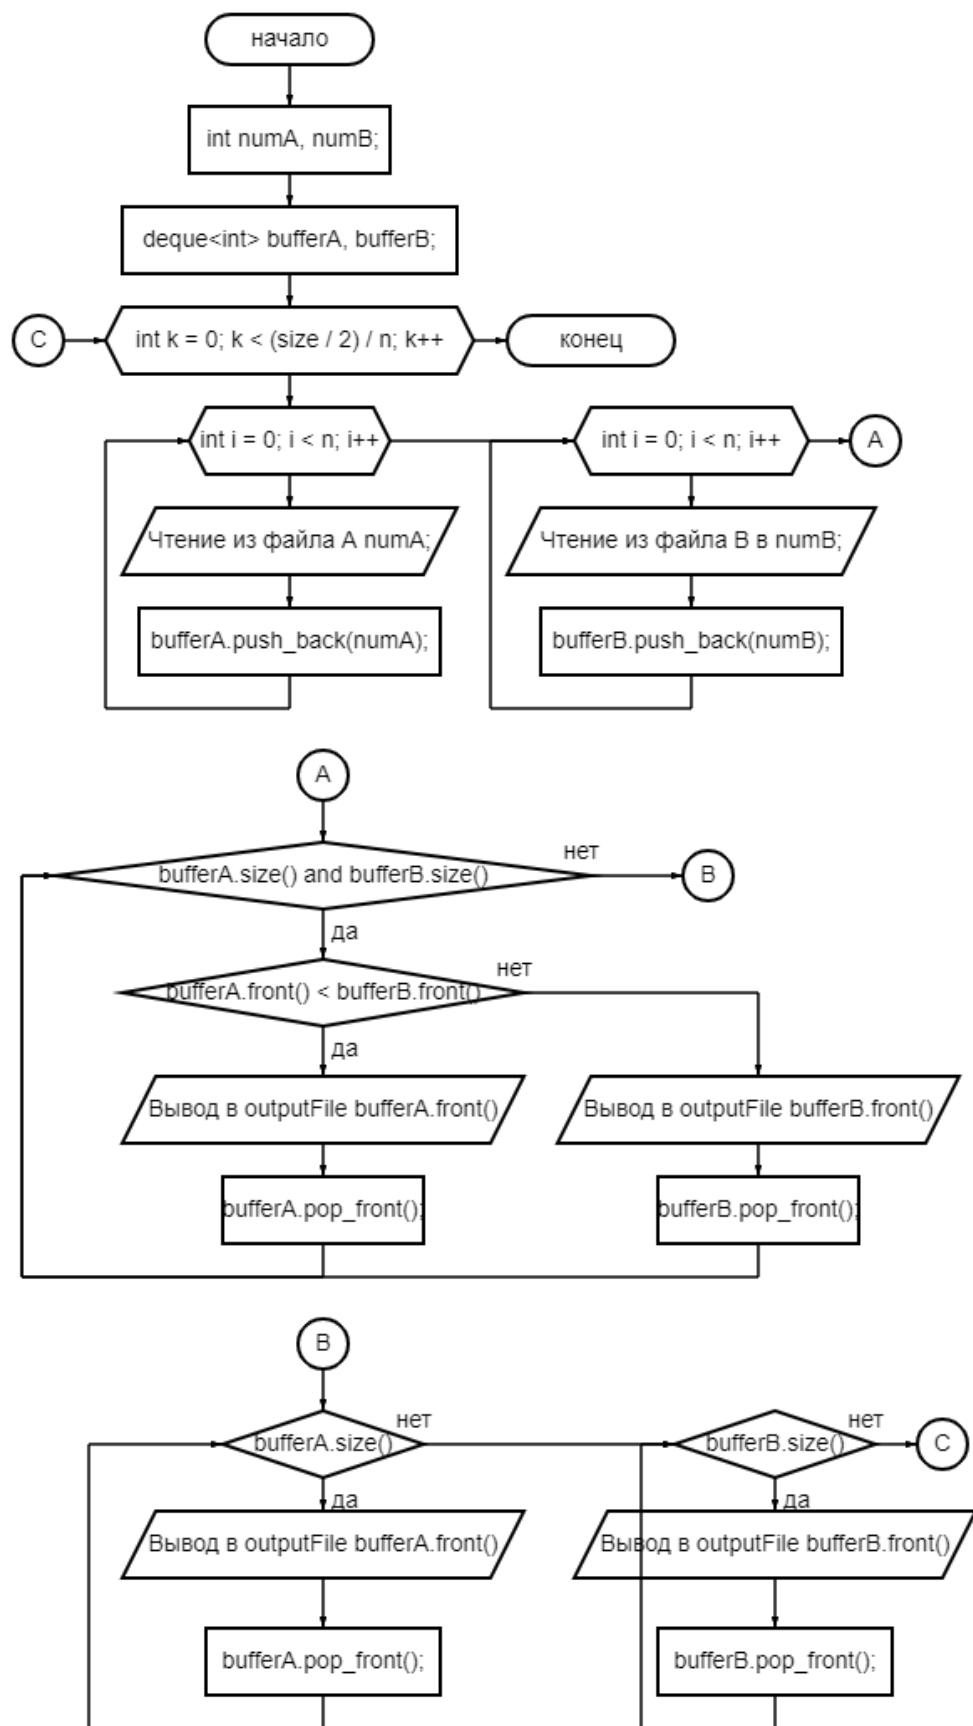 начало
int numA, numB;
deque<int> bufferA, bufferB;
C
int k = 0; k < (size / 2) / n; k++
конец
int i = 0; i < n; i++
int i = 0; i < n; i++
A
Чтение из файла A numA;
Чтение из файла B в numB;
bufferA.push_back(numA);
bufferB.push_back(numB);
A
нет
bufferA.size() and bufferB.size()
B
да
нет
bufferA.front() < bufferB.front()
да
Вывод в outputFile bufferA.front()
Вывод в outputFile bufferB.front()
bufferA.pop_front();
bufferB.pop_front();
B
нет
нет
bufferA.size()
bufferB.size()
C
да
да
Вывод в outputFile bufferA.front()
Вывод в outputFile bufferB.front()
bufferA.pop_front();
bufferB.pop_front();